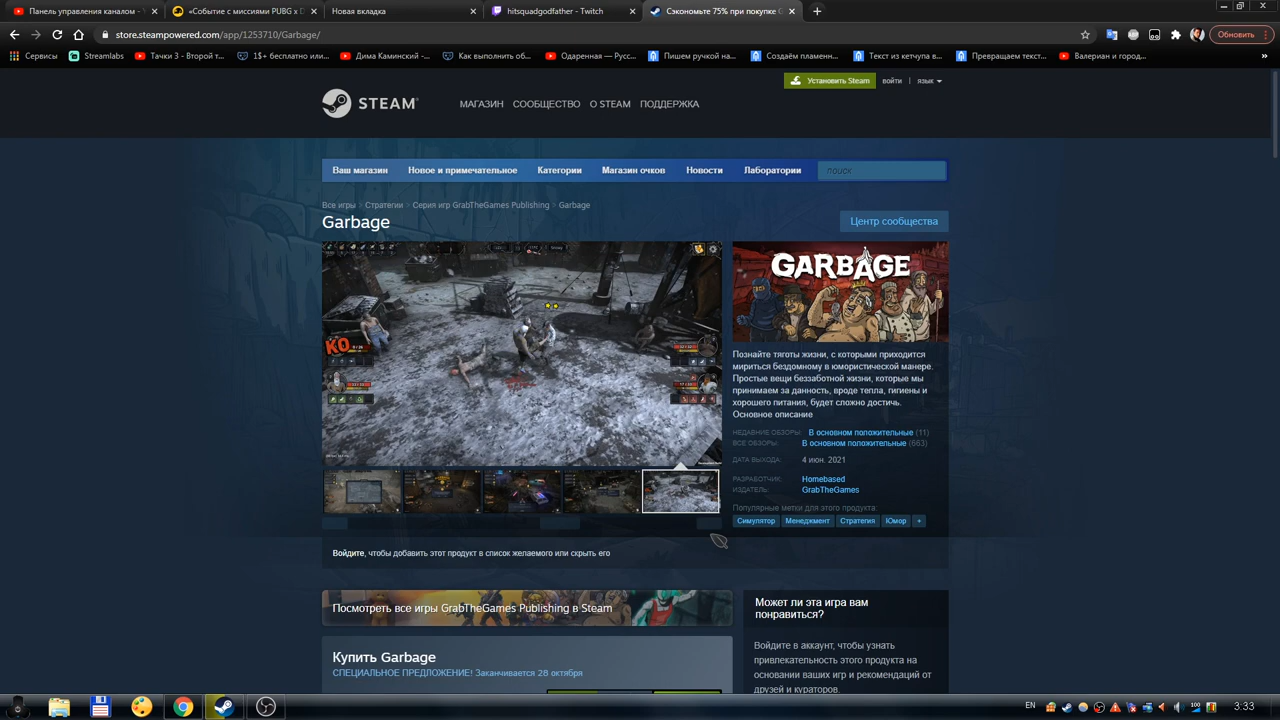 Панель управления каналом -
«Событие с миссиями PUBG x D
Новая вкладка
hitsquadgodfather - Twitch
Сэкономьте 75% при покупке G
store.steampowered.com/app/1253710/Garbage/
Обновить
Сервисы
Streamlabs
Тачки 3 - Второй т...
1$+ бесплатно или...
Дима Каминский -...
Как выполнить об...
Одаренная — Русс...
Пишем ручкой на...
Создаём пламенн...
Текст из кетчупа в...
Превращаем текст...
Валериан и город...
Установить Steam
войти | язык
STEAM
МАГАЗИН СООБЩЕСТВО О STEAM ПОДДЕРЖКА
Ваш магазин Новое и примечательное Категории Магазин очков Новости Лаборатории поиск
Все игры > Стратегии > Серия игр GrabTheGames Publishing > Garbage
Garbage
Центр сообщества
KO
GARBAGE
Познайте тяготы жизни, с которыми приходится
мириться бездомному в юмористической манере.
Простые вещи беззаботной жизни, которые мы
принимаем за данность, вроде тепла, гигиены и
хорошего питания, будет сложно достичь.
Основное описание
НЕДАВНИЕ ОБЗОРЫ: В основном положительные (11)
ВСЕ ОБЗОРЫ: В основном положительные (663)
ДАТА ВЫХОДА: 4 июн. 2021
РАЗРАБОТЧИК: Homebased
ИЗДАТЕЛЬ: GrabTheGames
Популярные метки для этого продукта:
Симулятор Менеджмент Стратегия Юмор +
Войдите, чтобы добавить этот продукт в список желаемого или скрыть его
Посмотреть все игры GrabTheGames Publishing в Steam
Может ли эта игра вам
понравиться?
Войдите в аккаунт, чтобы узнать
привлекательность этого продукта на
основании ваших игр и рекомендаций от
друзей и кураторов.
Купить Garbage
СПЕЦИАЛЬНОЕ ПРЕДЛОЖЕНИЕ! Заканчивается 28 октября
EN
100
3:33